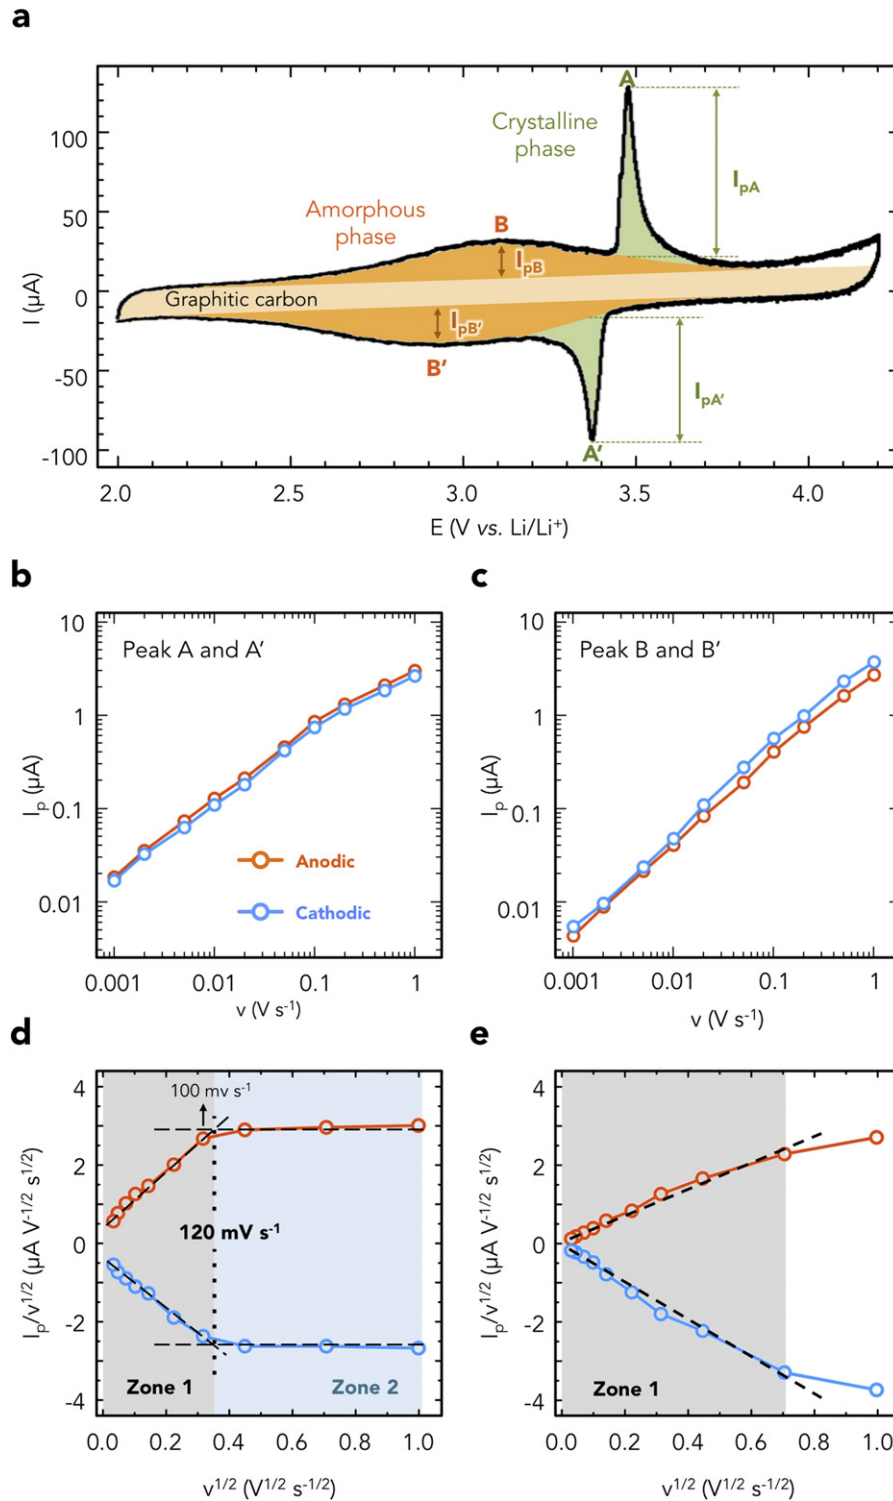 a
A
Crystalline
phase
I_pA
Amorphous
phase
B
I_pB
Graphitic carbon
I_pB'
B'
I_pA'
A'
100
50
0
-50
-100
I (µA)
2.0 2.5 3.0 3.5 4.0
E (V vs. Li/Li⁺)
b
Peak A and A'
10
1
0.1
0.01
I_p (µA)
Anodic
Cathodic
0.001 0.01 0.1 1
v (V s⁻¹)
c
Peak B and B'
10
1
0.1
0.01
I_p (µA)
0.001 0.01 0.1 1
v (V s⁻¹)
d
100 mv s⁻¹
120 mV s⁻¹
Zone 1
Zone 2
4
2
0
-2
-4
I_p/v^1/2 (µA V^-1/2 s^1/2)
0.0 0.2 0.4 0.6 0.8 1.0
v^1/2 (V^1/2 s^-1/2)
e
Zone 1
4
2
0
-2
-4
I_p/v^1/2 (µA V^-1/2 s^1/2)
0.0 0.2 0.4 0.6 0.8 1.0
v^1/2 (V^1/2 s^-1/2)